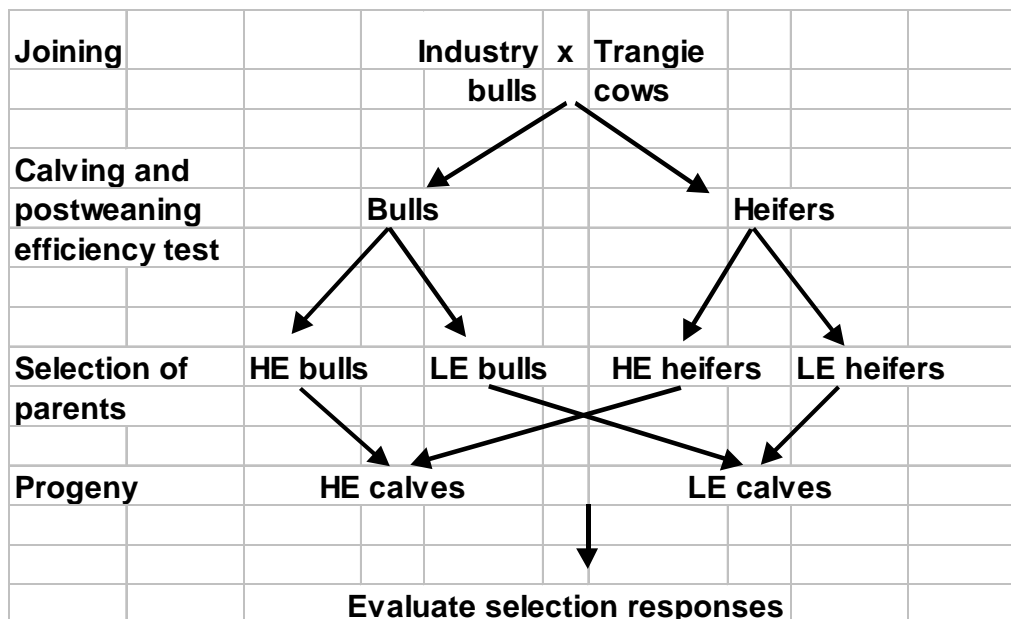 Joining Industry x Trangie
bulls cows
Calving and
postweaning Bulls Heifers
efficiency test
Selection of HE bulls LE bulls HE heifers LE heifers
parents
Progeny HE calves LE calves
Evaluate selection responses